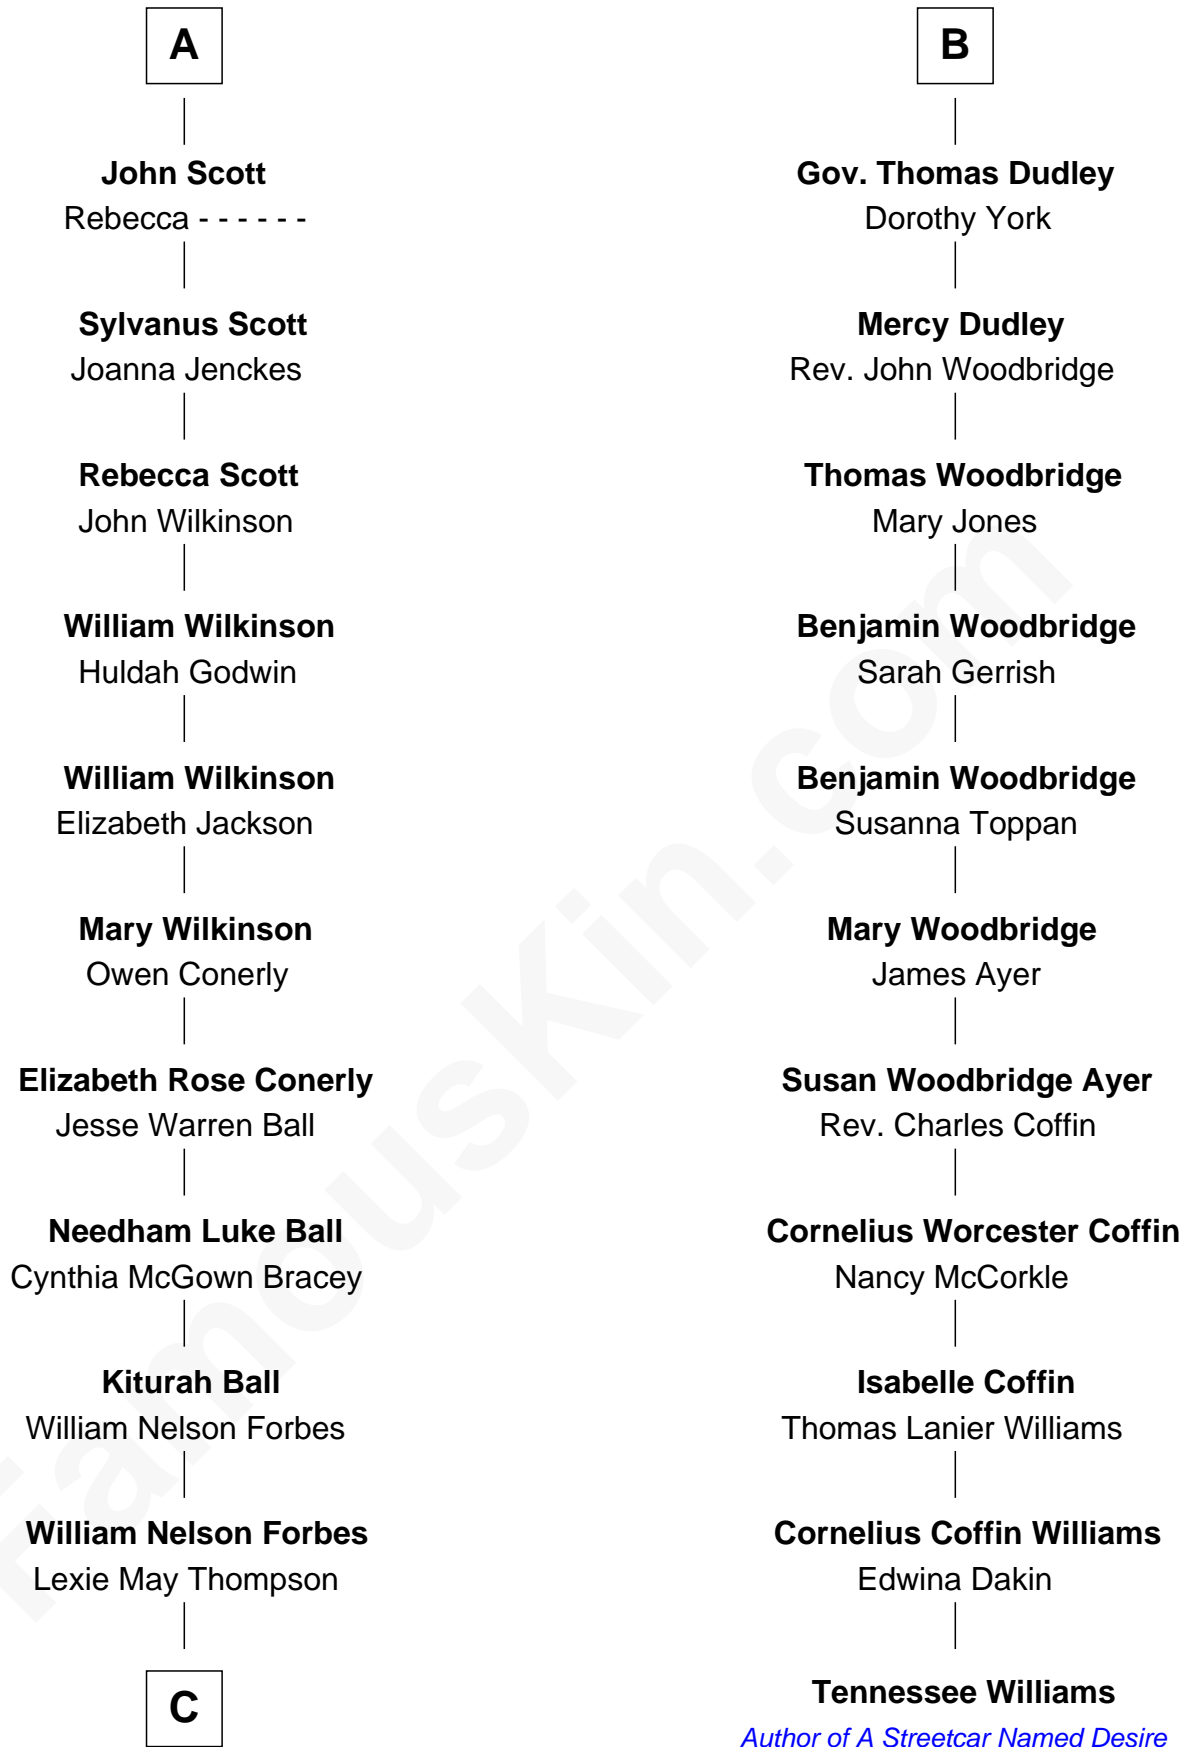 A
John Scott
Rebecca - - - - - -
Sylvanus Scott
Joanna Jenckes
Rebecca Scott
John Wilkinson
William Wilkinson
Huldah Godwin
William Wilkinson
Elizabeth Jackson
Mary Wilkinson
Owen Conerly
Elizabeth Rose Conerly
Jesse Warren Ball
Needham Luke Ball
Cynthia McGown Bracey
Kiturah Ball
William Nelson Forbes
William Nelson Forbes
Lexie May Thompson
C
B
Gov. Thomas Dudley
Dorothy York
Mercy Dudley
Rev. John Woodbridge
Thomas Woodbridge
Mary Jones
Benjamin Woodbridge
Sarah Gerrish
Benjamin Woodbridge
Susanna Toppan
Mary Woodbridge
James Ayer
Susan Woodbridge Ayer
Rev. Charles Coffin
Cornelius Worcester Coffin
Nancy McCorkle
Isabelle Coffin
Thomas Lanier Williams
Cornelius Coffin Williams
Edwina Dakin
Tennessee Williams
Author of A Streetcar Named Desire
FamousKin.com